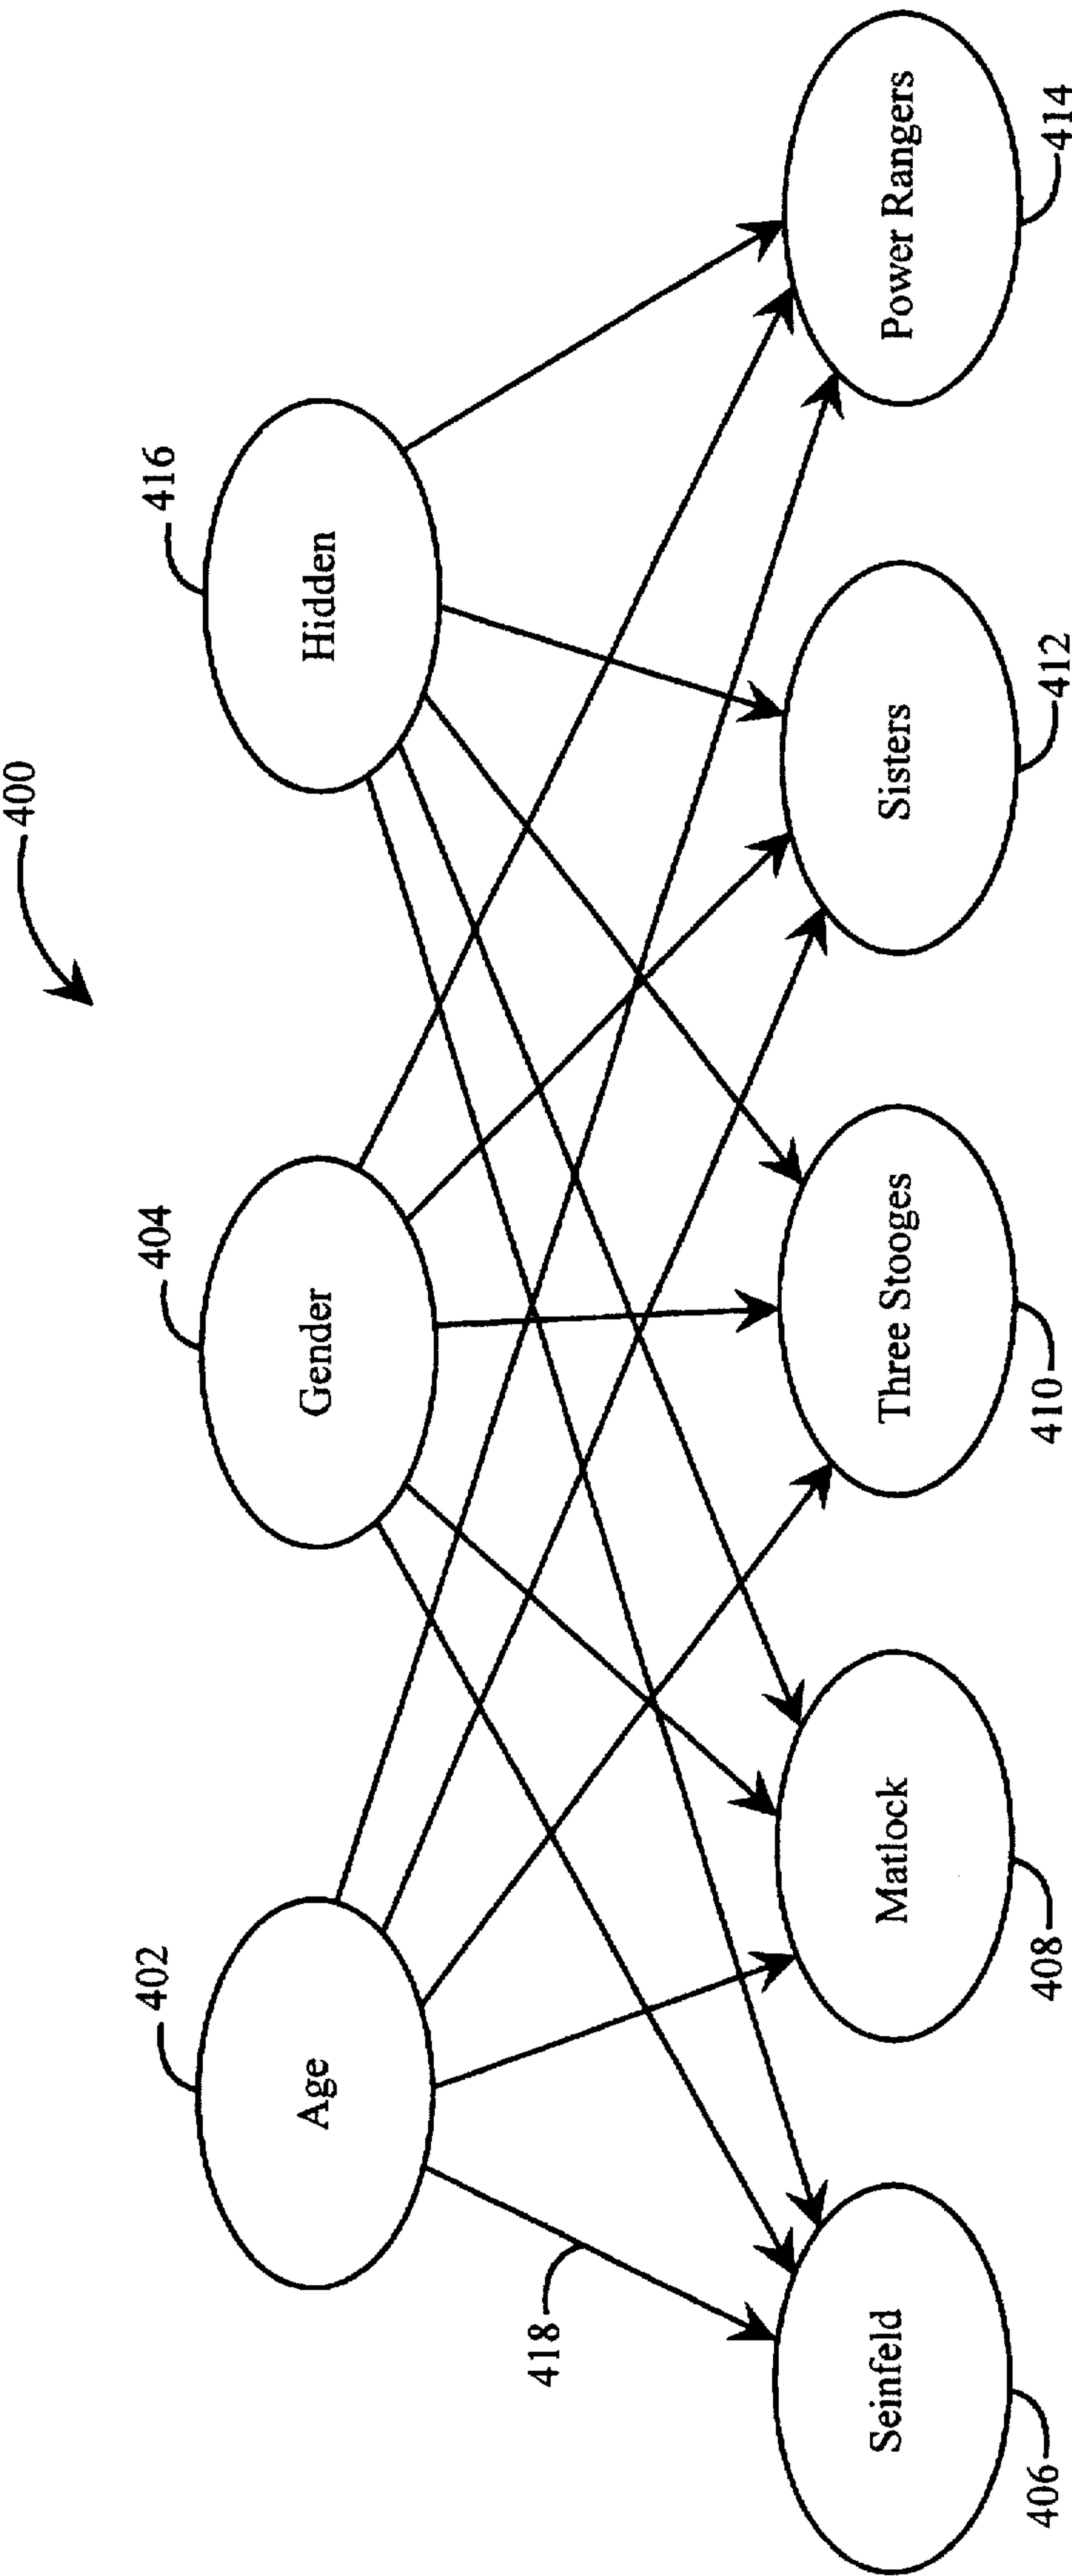 400
402
404
416
Age
Gender
Hidden
418
Seinfeld
Matlock
Three Stooges
Sisters
Power Rangers
406
408
410
412
414